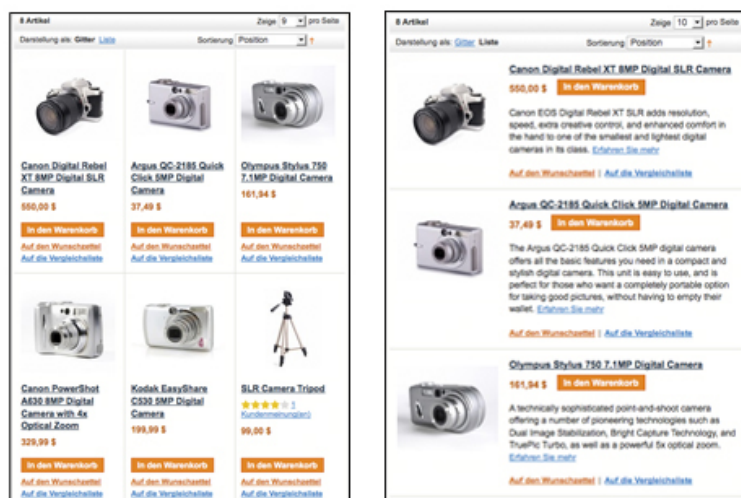 8 Artikel
Zeige 9 pro Seite
Darstellung als: Gitter Liste
Sortierung Position
Canon Digital Rebel
XT 8MP Digital SLR
Camera
550,00 $
In den Warenkorb
Auf den Wunschzettel
Auf die Vergleichsliste
Argus QC-2185 Quick
Click 5MP Digital
Camera
37,49 $
In den Warenkorb
Auf den Wunschzettel
Auf die Vergleichsliste
Olympus Stylus 750
7.1MP Digital Camera
161,94 $
In den Warenkorb
Auf den Wunschzettel
Auf die Vergleichsliste
Canon PowerShot
A630 8MP Digital
Camera with 4x
Optical Zoom
329,99 $
In den Warenkorb
Auf den Wunschzettel
Auf die Vergleichsliste
Kodak EasyShare
C530 5MP Digital
Camera
199,99 $
In den Warenkorb
Auf den Wunschzettel
Auf die Vergleichsliste
SLR Camera Tripod
1
Kundenmeinung(en)
99,00 $
In den Warenkorb
Auf den Wunschzettel
Auf die Vergleichsliste
8 Artikel
Zeige 10 pro Seite
Darstellung als: Gitter Liste
Sortierung Position
Canon Digital Rebel XT 8MP Digital SLR Camera
550,00 $ In den Warenkorb
Canon EOS Digital Rebel XT SLR adds resolution,
speed, extra creative control, and enhanced comfort in
the hand to one of the smallest and lightest digital
cameras in its class. Erfahren Sie mehr
Auf den Wunschzettel | Auf die Vergleichsliste
Argus QC-2185 Quick Click 5MP Digital Camera
37,49 $ In den Warenkorb
The Argus QC-2185 Quick Click 5MP digital camera
offers all the basic features you need in a compact and
stylish digital camera. This unit is easy to use, and is
perfect for those who want a completely portable option
for taking good pictures, without having to empty their
wallet. Erfahren Sie mehr
Auf den Wunschzettel | Auf die Vergleichsliste
Olympus Stylus 750 7.1MP Digital Camera
161,94 $ In den Warenkorb
A technically sophisticated point-and-shoot camera
offering a number of pioneering technologies such as
Dual Image Stabilization, Bright Capture Technology, and
TruePic Turbo, as well as a powerful 5x optical zoom.
Erfahren Sie mehr
Auf den Wunschzettel | Auf die Vergleichsliste